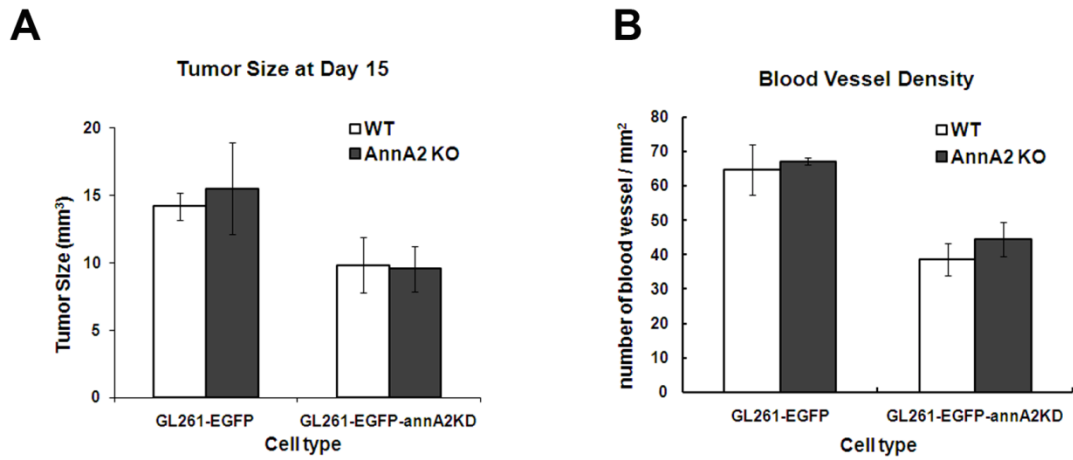 A
Tumor Size at Day 15
WT
AnnA2 KO
20
15
10
5
0
Tumor Size (mm³)
GL261-EGFP
GL261-EGFP-annA2KD
Cell type
B
Blood Vessel Density
WT
AnnA2 KO
80
70
60
50
40
30
20
10
0
number of blood vessel / mm²
GL261-EGFP
GL261-EGFP-annA2KD
Cell type